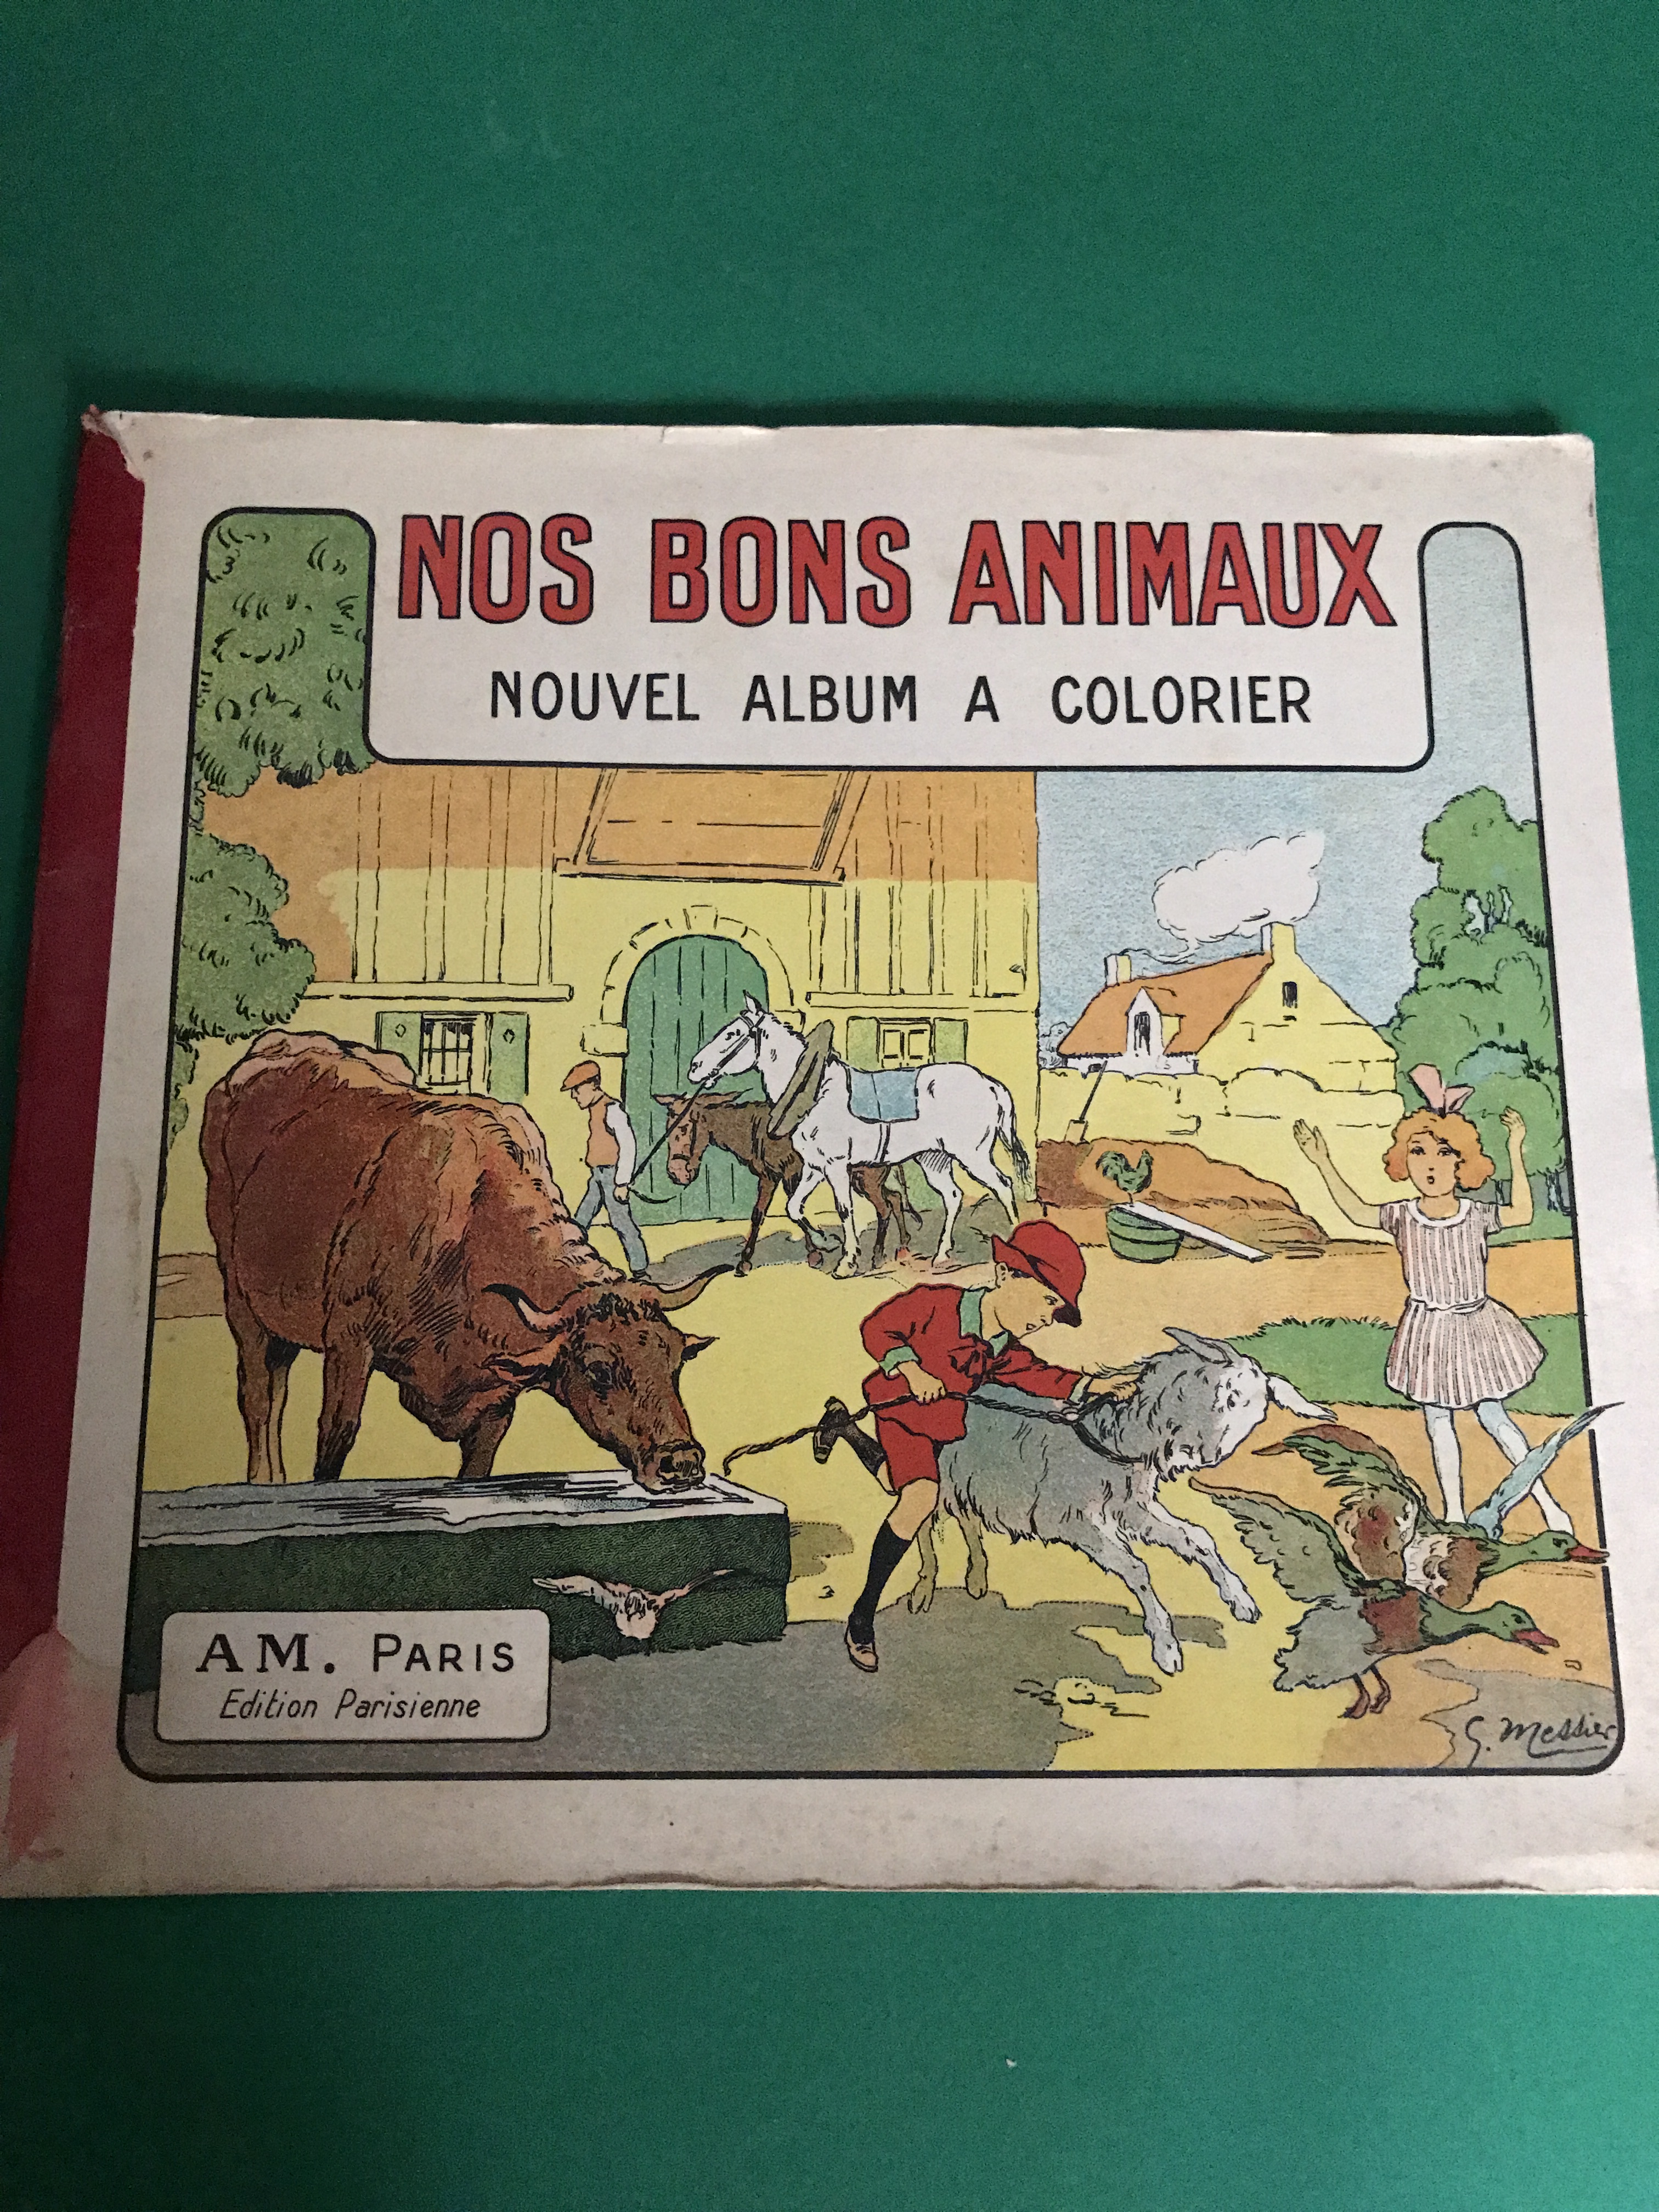 NOS BONS ANIMAUX
NOUVEL ALBUM A COLORIER
AM. PARIS
Edition Parisienne
G. Messier